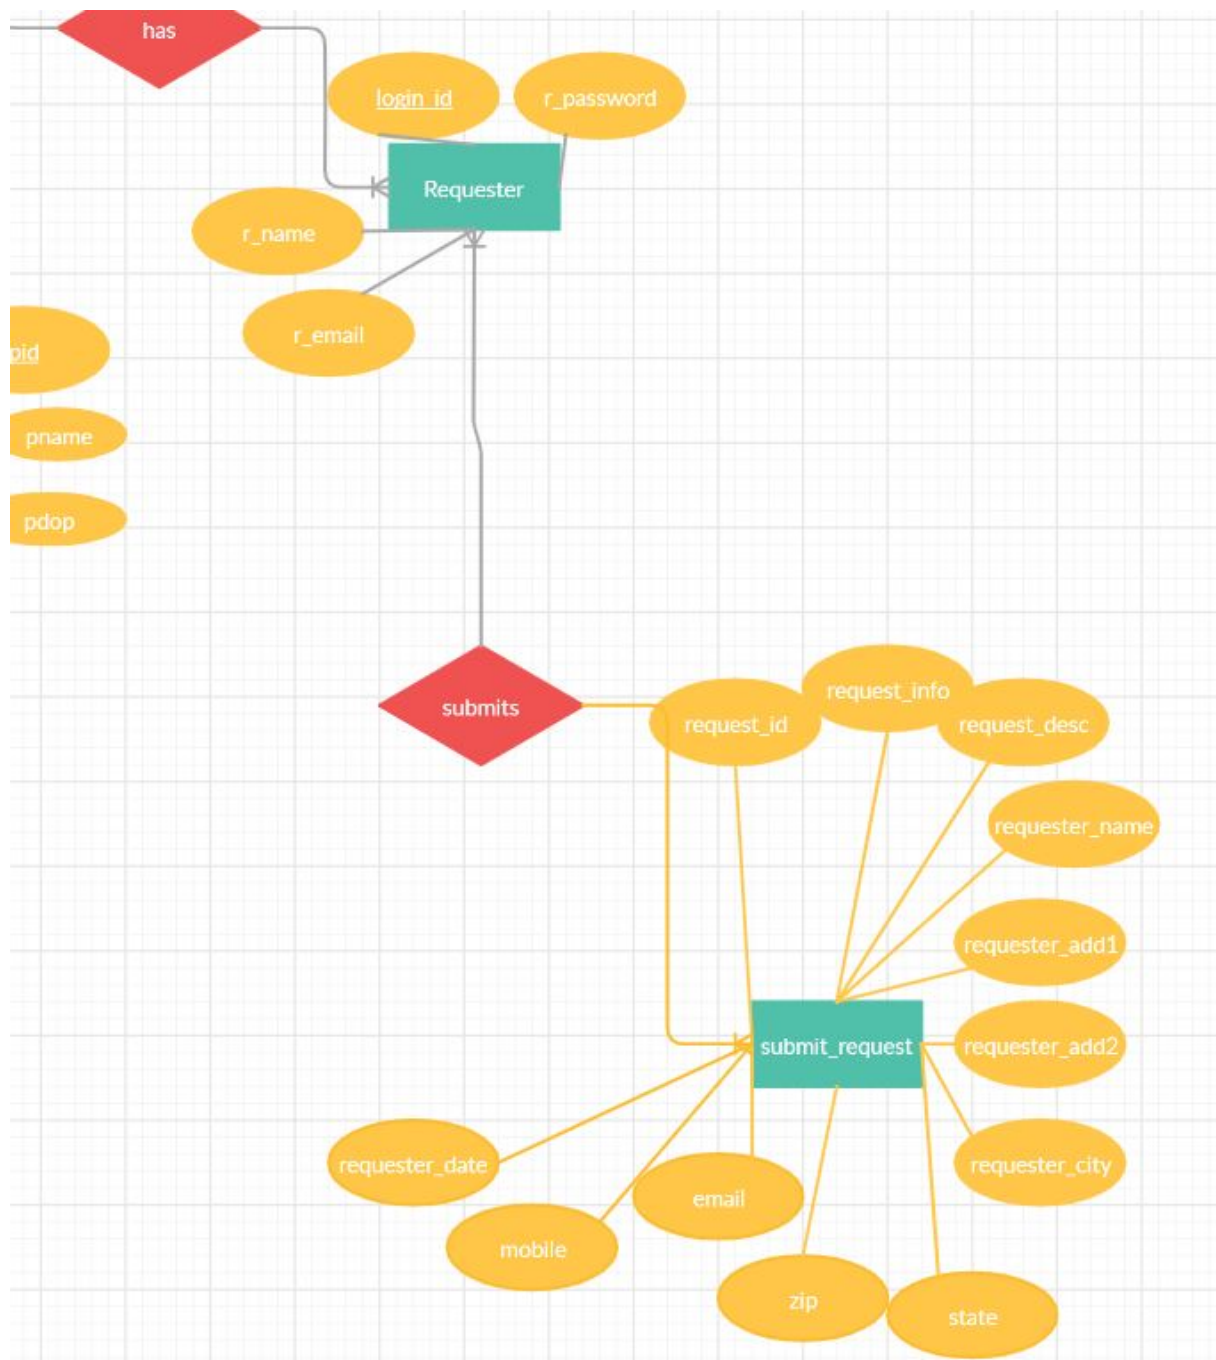 has
login_id
r_password
Requester
r_name
r_email
pid
pname
pdop
submits
request_info
request_id
request_desc
requester_name
requester_add1
submit_request
requester_add2
requester_date
requester_city
email
mobile
zip
state